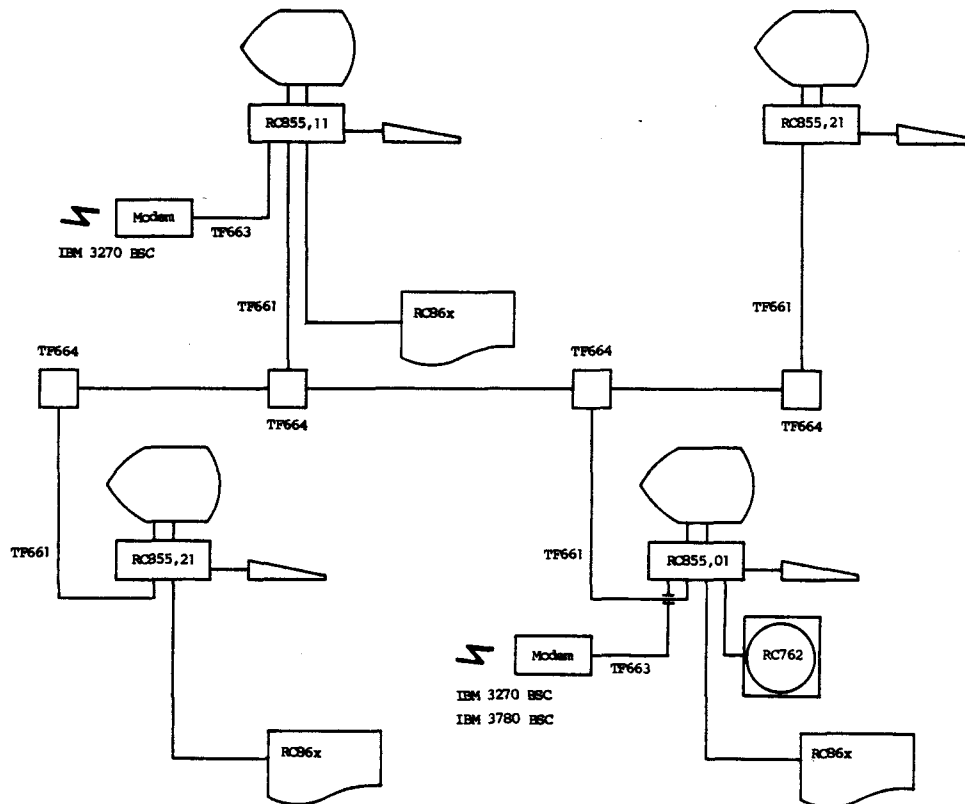 RC855,11
RC855,21
Modem
TF663
IBM 3270 BSC
TF661
RC86x
TF661
TF664
TF664
TF664
TF664
TF661
RC855,21
TF661
RC855,01
Modem
TF663
RC762
IBM 3270 BSC
IBM 3780 BSC
RC86x
RC86x